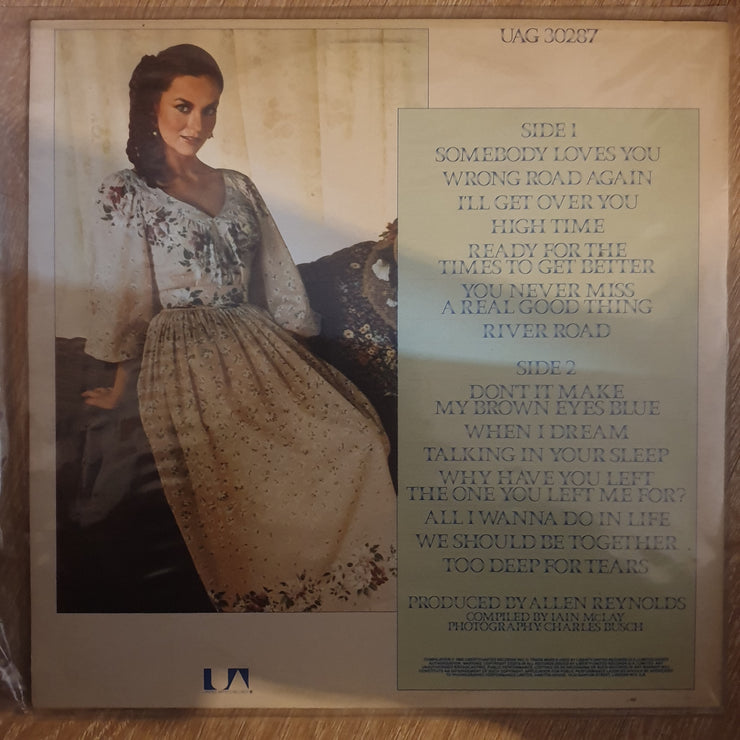 UAG 30287
SIDE 1
SOMEBODY LOVES YOU
WRONG ROAD AGAIN
I'LL GET OVER YOU
HIGH TIME
READY FOR THE
TIMES TO GET BETTER
YOU NEVER MISS
A REAL GOOD THING
RIVER ROAD
SIDE 2
DON'T IT MAKE
MY BROWN EYES BLUE
WHEN I DREAM
TALKING IN YOUR SLEEP
WHY HAVE YOU LEFT
THE ONE YOU LEFT ME FOR?
ALL I WANNA DO IN LIFE
WE SHOULD BE TOGETHER
TOO DEEP FOR TEARS
PRODUCED BY ALLEN REYNOLDS
COMPILED BY IAIN McLAY
PHOTOGRAPHY: CHARLES BUSCH
UA